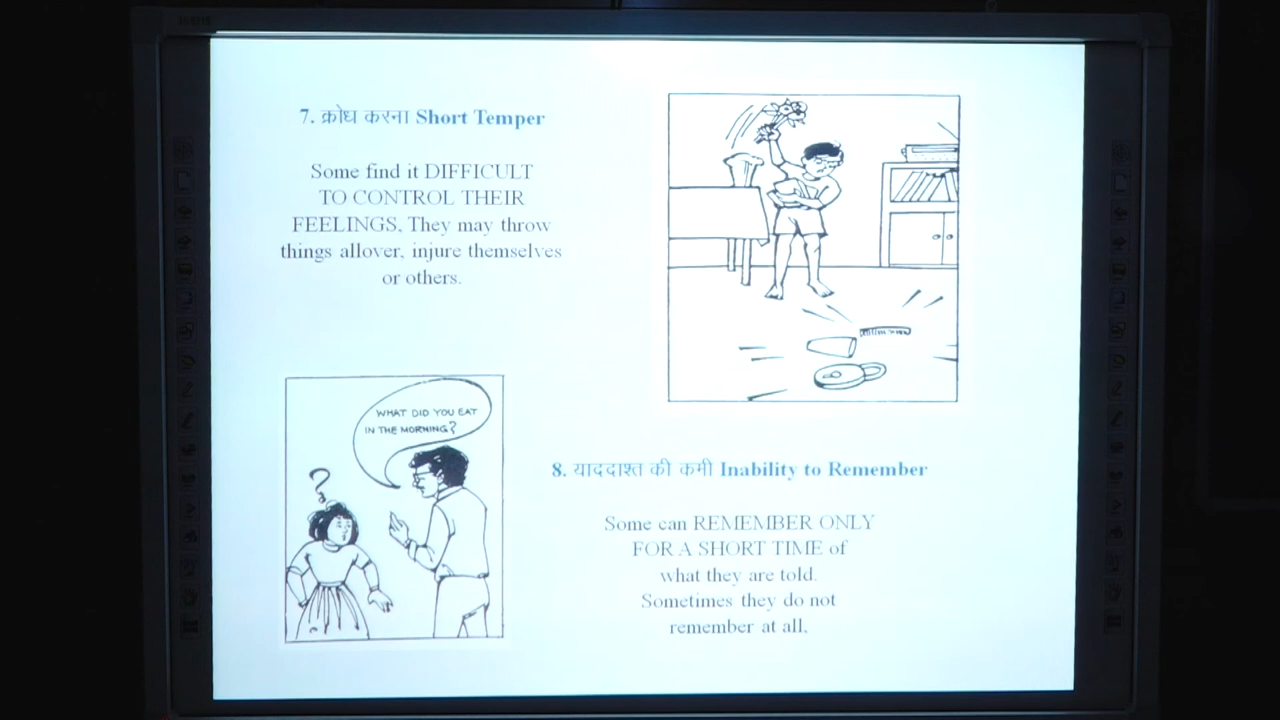 7. क्रोध करना Short Temper
Some find it DIFFICULT
TO CONTROL THEIR
FEELINGS, They may throw
things allover, injure themselves
or others.
WHAT DID YOU EAT
IN THE MORNING?
?
8. याददाश्त की कमी Inability to Remember
Some can REMEMBER ONLY
FOR A SHORT TIME of
what they are told.
Sometimes they do not
remember at all,